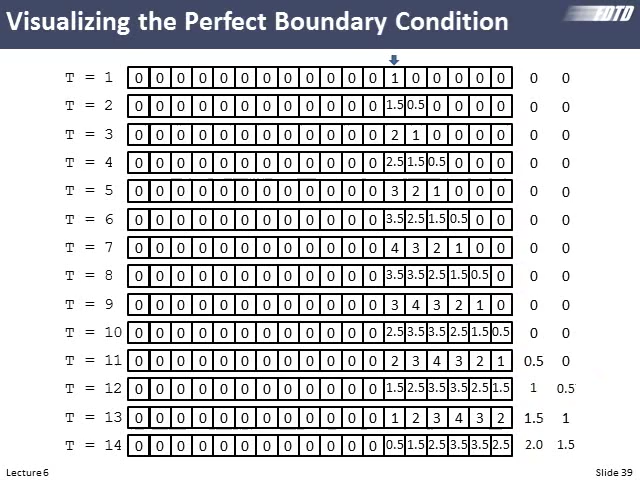 Visualizing the Perfect Boundary Condition
FDTD
T = 1 0 0 0 0 0 0 0 0 0 0 0 0 1 0 0 0 0 0 0 0
T = 2 0 0 0 0 0 0 0 0 0 0 0 0 1.5 0.5 0 0 0 0 0 0
T = 3 0 0 0 0 0 0 0 0 0 0 0 0 2 1 0 0 0 0 0 0
T = 4 0 0 0 0 0 0 0 0 0 0 0 0 2.5 1.5 0.5 0 0 0 0 0
T = 5 0 0 0 0 0 0 0 0 0 0 0 0 3 2 1 0 0 0 0 0
T = 6 0 0 0 0 0 0 0 0 0 0 0 0 3.5 2.5 1.5 0.5 0 0 0 0
T = 7 0 0 0 0 0 0 0 0 0 0 0 0 4 3 2 1 0 0 0 0
T = 8 0 0 0 0 0 0 0 0 0 0 0 0 3.5 3.5 2.5 1.5 0.5 0 0 0
T = 9 0 0 0 0 0 0 0 0 0 0 0 0 3 4 3 2 1 0 0 0
T = 10 0 0 0 0 0 0 0 0 0 0 0 0 2.5 3.5 3.5 2.5 1.5 0.5 0 0
T = 11 0 0 0 0 0 0 0 0 0 0 0 0 2 3 4 3 2 1 0.5 0
T = 12 0 0 0 0 0 0 0 0 0 0 0 0 1.5 2.5 3.5 3.5 2.5 1.5 1 0.5
T = 13 0 0 0 0 0 0 0 0 0 0 0 0 1 2 3 4 3 2 1.5 1
T = 14 0 0 0 0 0 0 0 0 0 0 0 0 0.5 1.5 2.5 3.5 3.5 2.5 2.0 1.5
Lecture 6
Slide 39